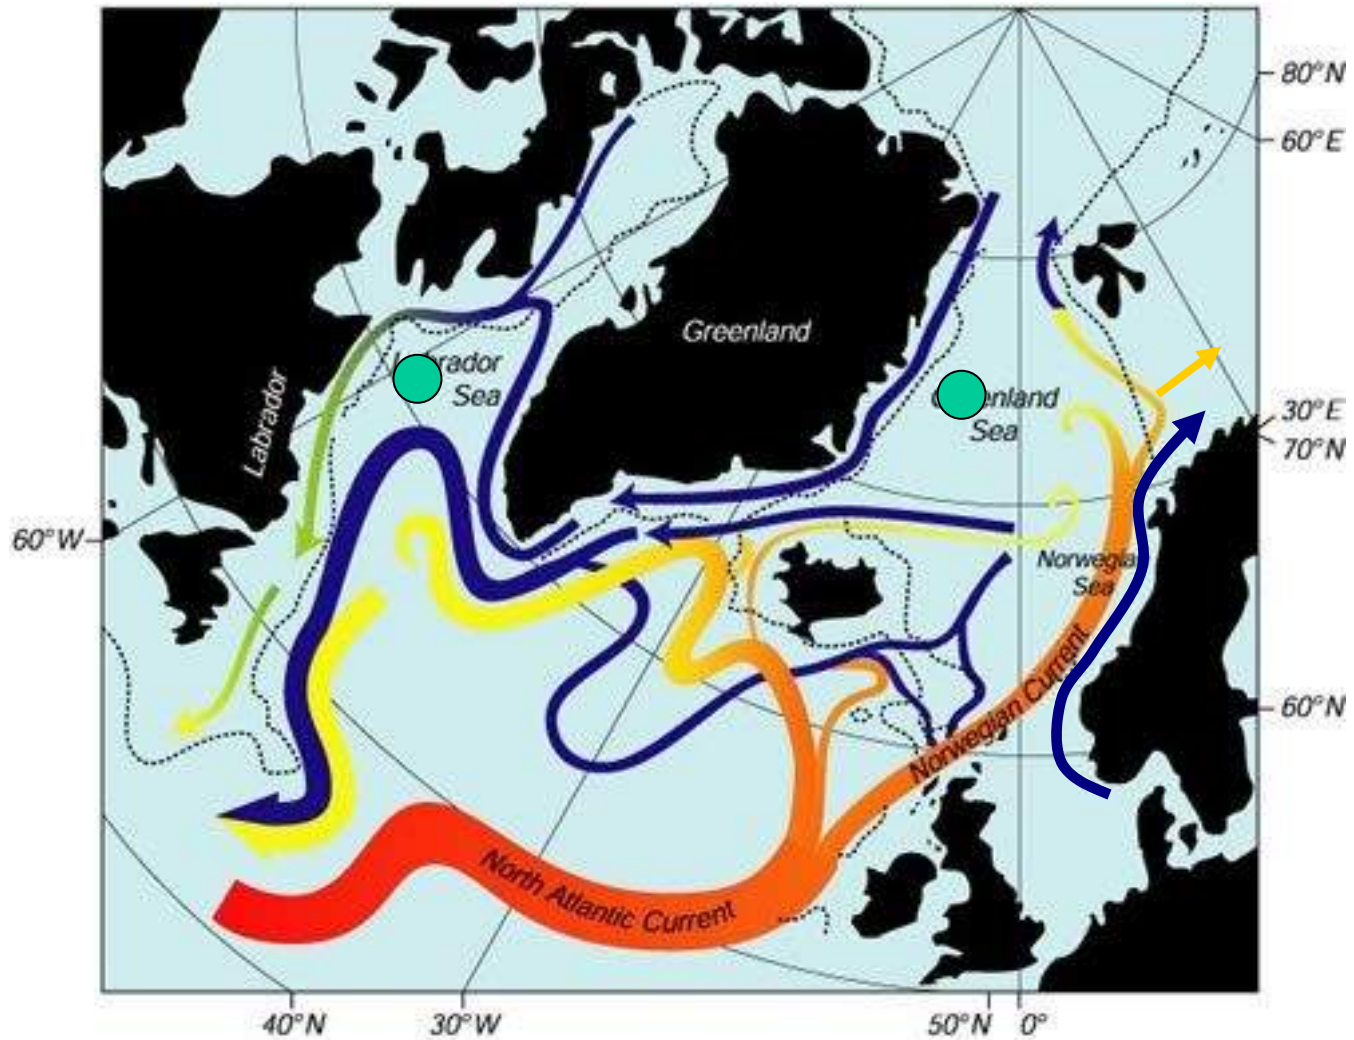 80°N
60°E
Greenland
Labrador
Sea
Greenland
Sea
Labrador
30°E
70°N
60°W
Norwegian
Sea
Norwegian Current
60°N
North Atlantic Current
40°N
30°W
50°N
0°